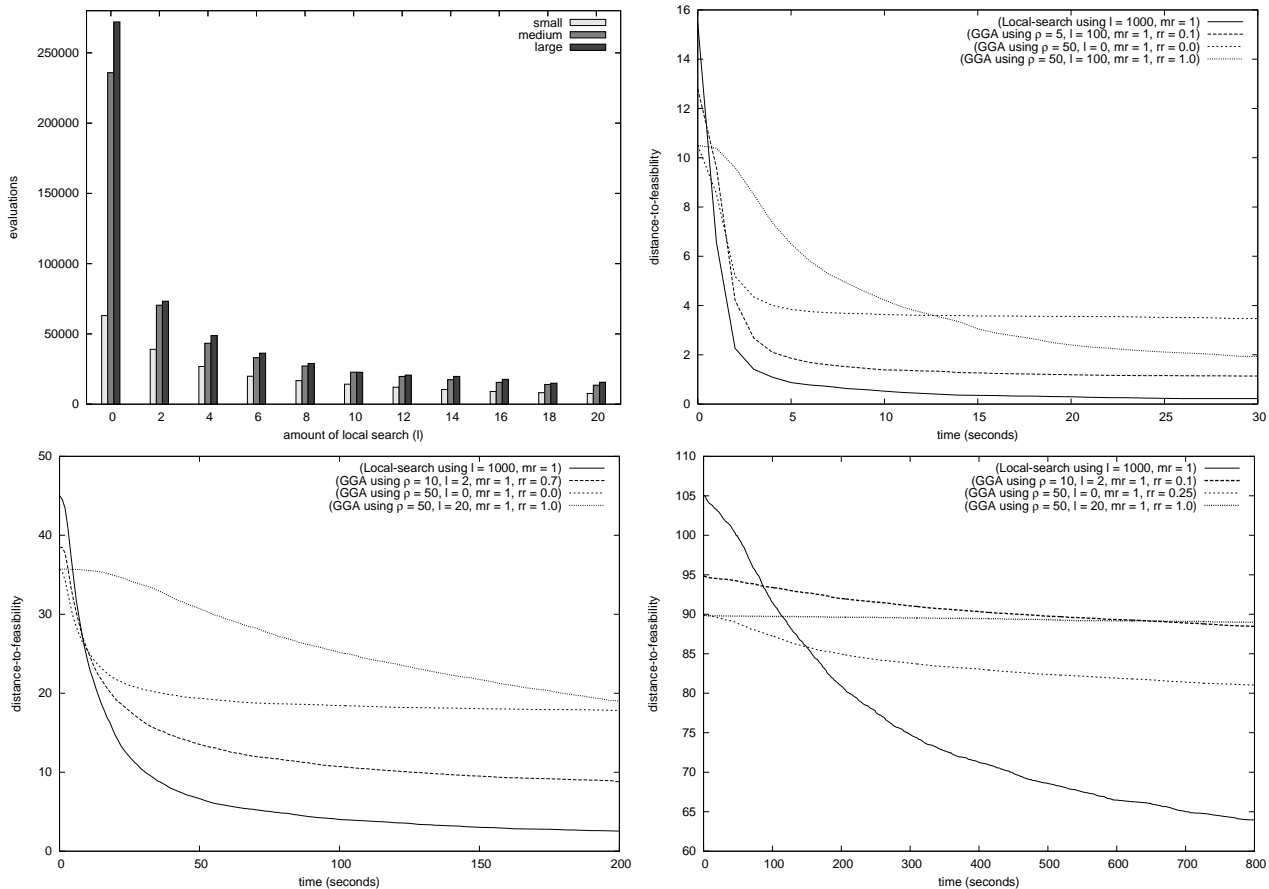 small
medium
large
250000
200000
150000
100000
50000
0
evaluations
0 2 4 6 8 10 12 14 16 18 20
amount of local search (l)
(Local-search using l = 1000, mr = 1)
(GGA using ρ = 5, l = 100, mr = 1, rr = 0.1)
(GGA using ρ = 50, l = 0, mr = 1, rr = 0.0)
(GGA using ρ = 50, l = 100, mr = 1, rr = 1.0)
16
14
12
10
8
6
4
2
0
distance-to-feasibility
0 5 10 15 20 25 30
time (seconds)
(Local-search using l = 1000, mr = 1)
(GGA using ρ = 10, l = 2, mr = 1, rr = 0.7)
(GGA using ρ = 50, l = 0, mr = 1, rr = 0.0)
(GGA using ρ = 50, l = 20, mr = 1, rr = 1.0)
50
40
30
20
10
0
distance-to-feasibility
0 50 100 150 200
time (seconds)
(Local-search using l = 1000, mr = 1)
(GGA using ρ = 10, l = 2, mr = 1, rr = 0.1)
(GGA using ρ = 50, l = 0, mr = 1, rr = 0.25)
(GGA using ρ = 50, l = 20, mr = 1, rr = 1.0)
110
105
100
95
90
85
80
75
70
65
60
distance-to-feasibility
0 100 200 300 400 500 600 700 800
time (seconds)